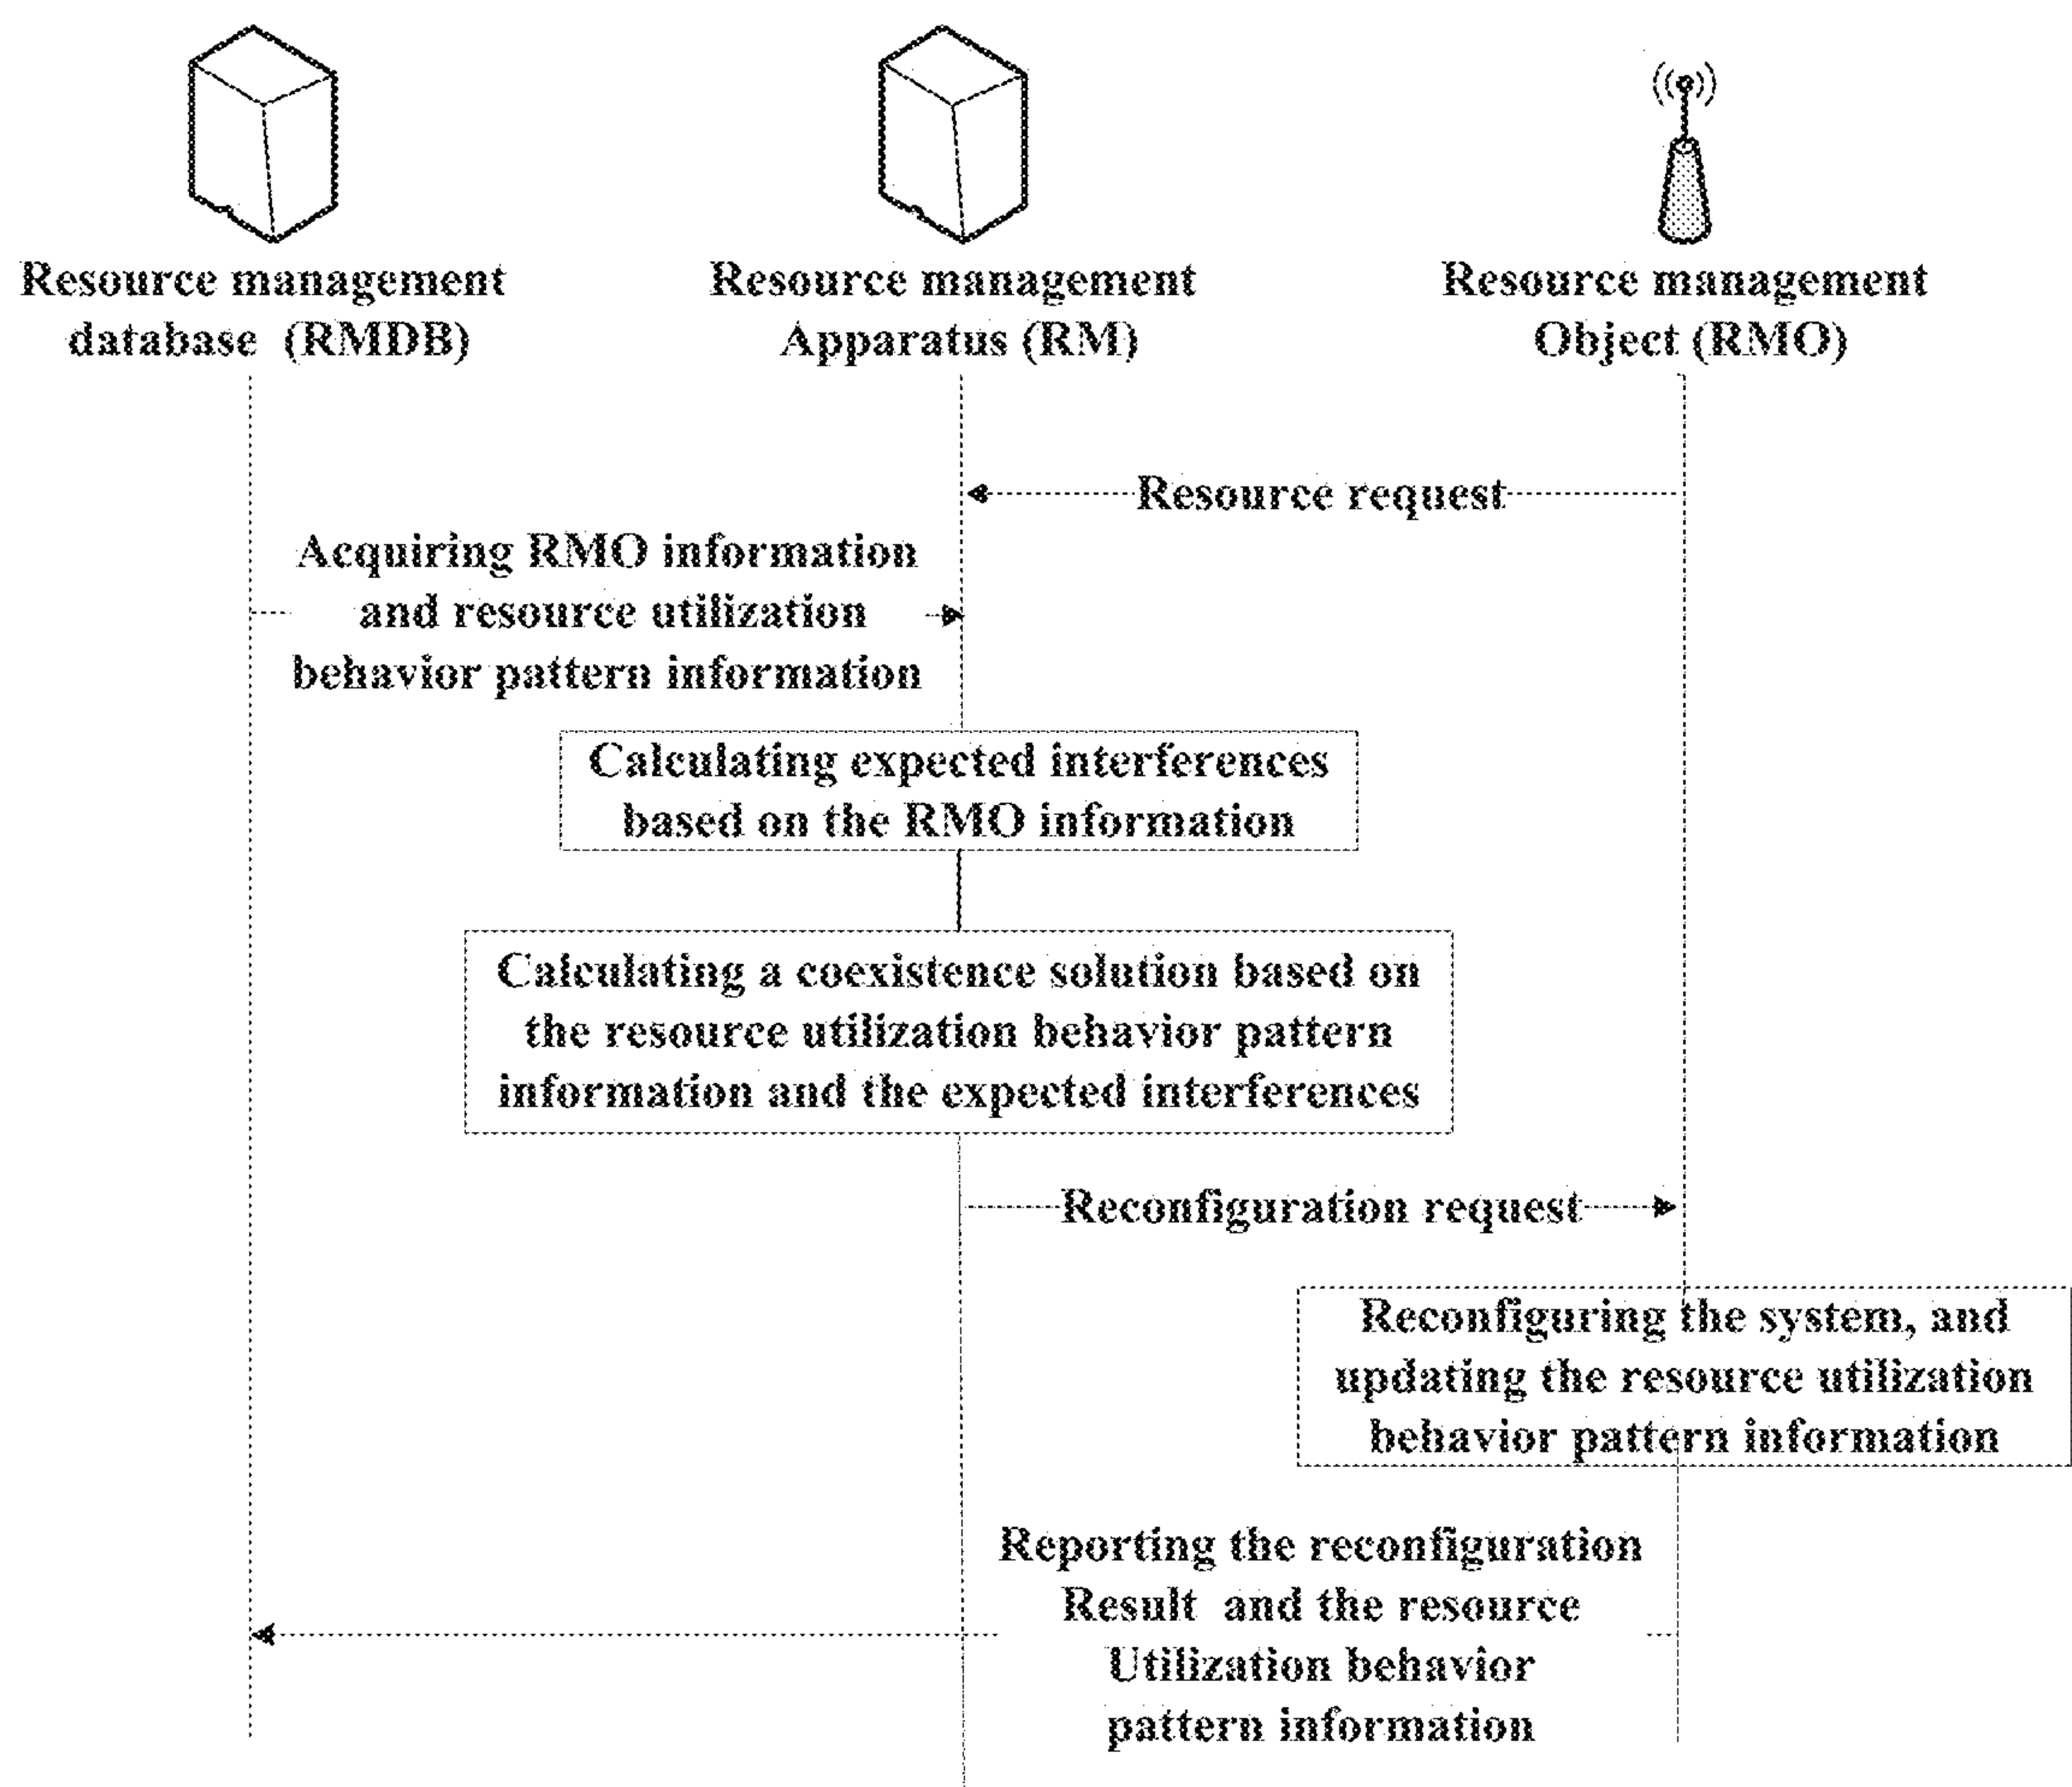 Resource management
database (RMDB)
Resource management
Apparatus (RM)
Resource management
Object (RMO)
Resource request
Acquiring RMO information
and resource utilization
behavior pattern information
Calculating expected interferences
based on the RMO information
Calculating a coexistence solution based on
the resource utilization behavior pattern
information and the expected interferences
Reconfiguration request
Reconfiguring the system, and
updating the resource utilization
behavior pattern information
Reporting the reconfiguration
Result and the resource
Utilization behavior
pattern information